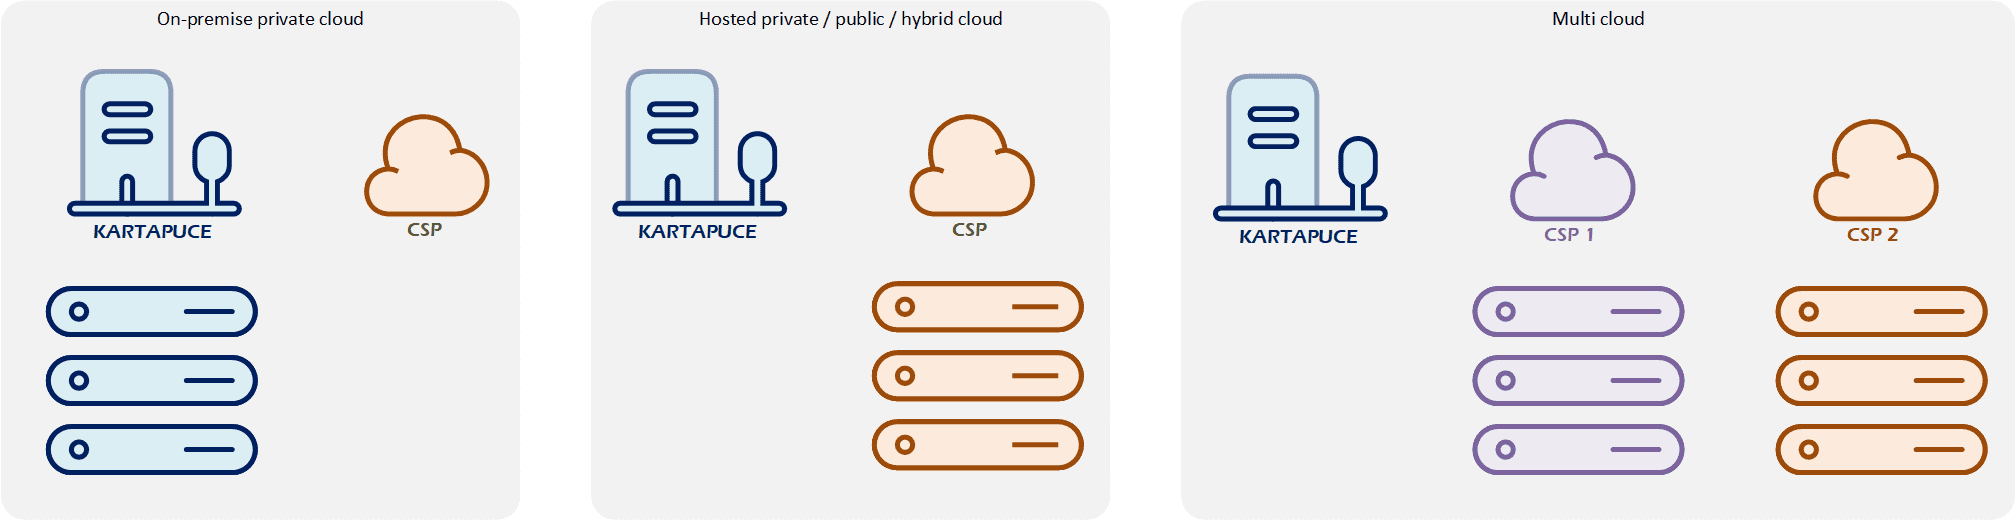 On-premise private cloud
KARTAPUCE
CSP
Hosted private / public / hybrid cloud
KARTAPUCE
CSP
Multi cloud
KARTAPUCE
CSP 1
CSP 2